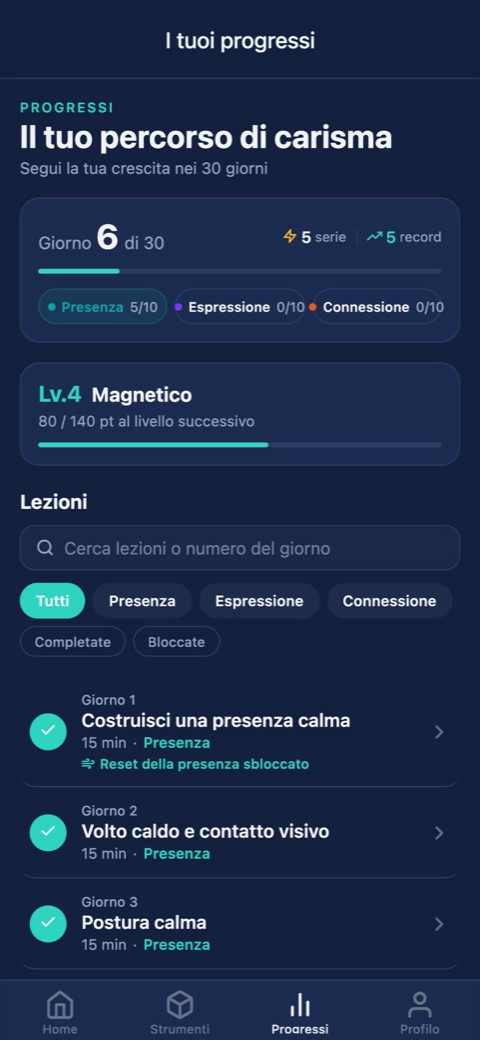 I tuoi progressi
PROGRESSI
Il tuo percorso di carisma
Segui la tua crescita nei 30 giorni
Giorno 6 di 30
5 serie
5 record
Presenza 5/10
Espressione 0/10
Connessione 0/10
Lv.4 Magnetico
80 / 140 pt al livello successivo
Lezioni
Cerca lezioni o numero del giorno
Tutti
Presenza
Espressione
Connessione
Completate
Bloccate
Giorno 1
Costruisci una presenza calma
15 min · Presenza
Reset della presenza sbloccato
Giorno 2
Volto caldo e contatto visivo
15 min · Presenza
Giorno 3
Postura calma
15 min · Presenza
Home
Strumenti
Progressi
Profilo